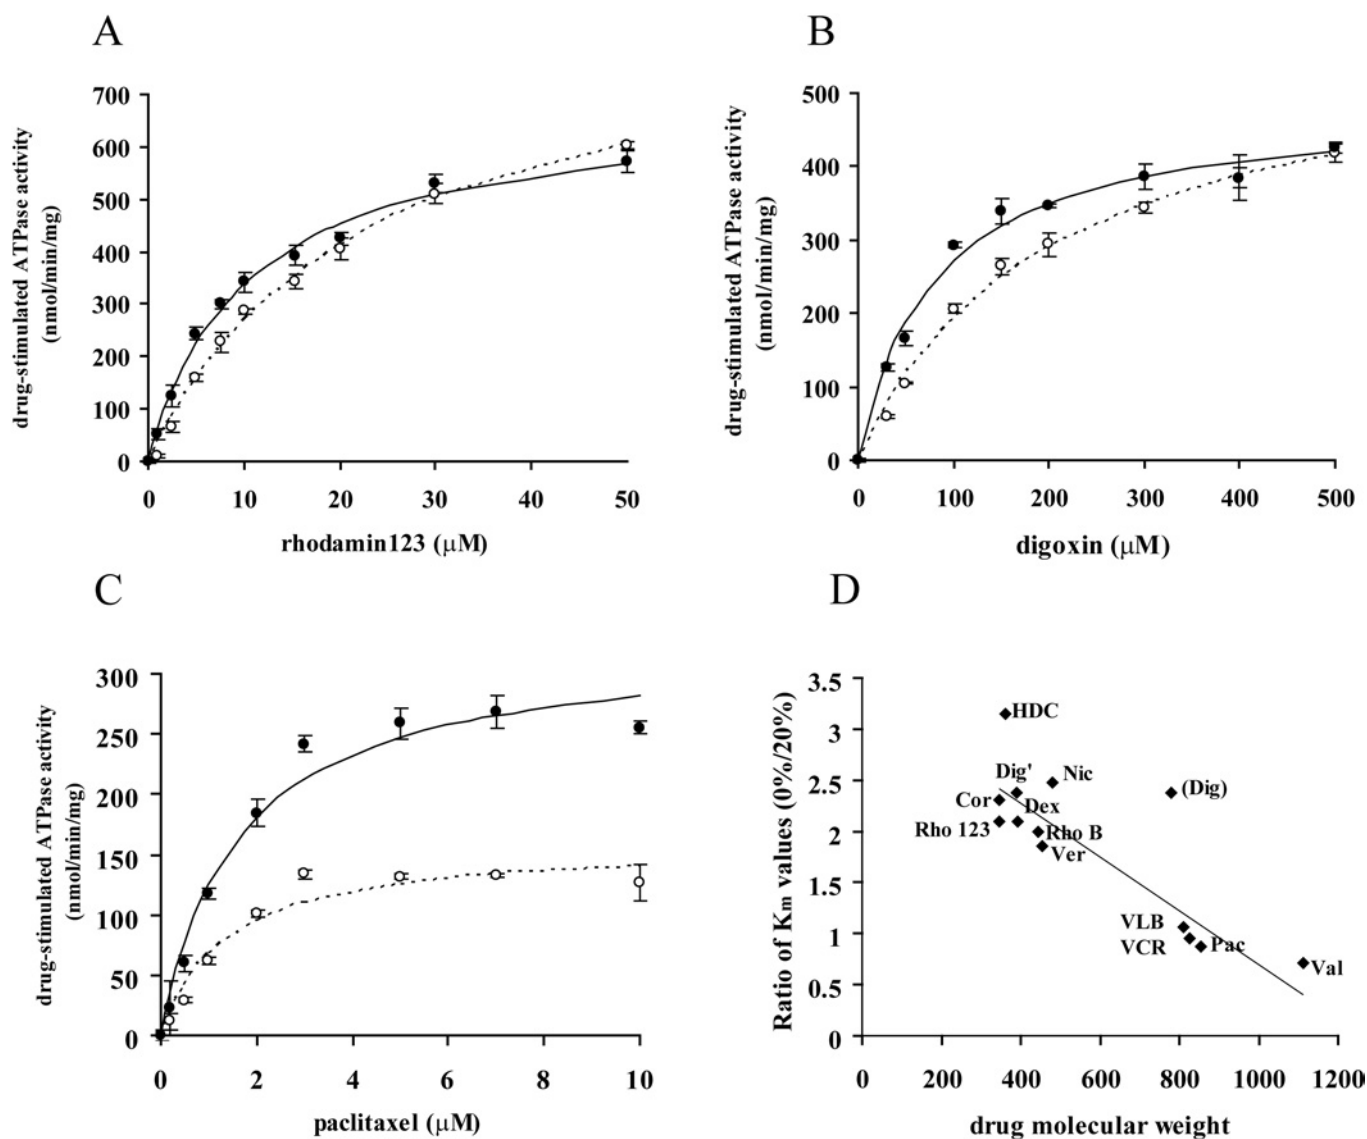 A
drug-stimulated ATPase activity
(nmol/min/mg)
700
600
500
400
300
200
100
0
0 10 20 30 40 50
rhodamin123 (μM)
B
drug-stimulated ATPase activity
(nmol/min/mg)
500
400
300
200
100
0
0 100 200 300 400 500
digoxin (μM)
C
drug-stimulated ATPase activity
(nmol/min/mg)
300
250
200
150
100
50
0
0 2 4 6 8 10
paclitaxel (μM)
D
Ratio of Km values (0%/20%)
3.5
3
2.5
2
1.5
1
0.5
0
HDC
Dig' Nic (Dig)
Cor Dex
Rho 123 Rho B
Ver
VLB
VCR Pac
Val
0 200 400 600 800 1000 1200
drug molecular weight